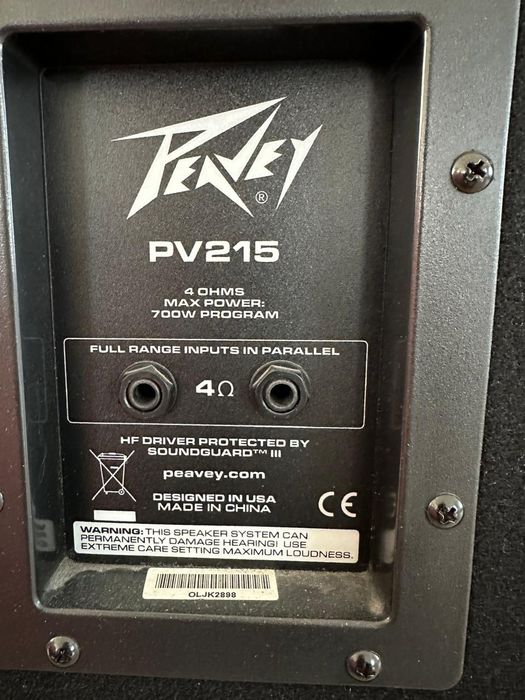 PEAVEY®
PV215
4 OHMS
MAX POWER:
700W PROGRAM
FULL RANGE INPUTS IN PARALLEL
4Ω
HF DRIVER PROTECTED BY
SOUNDGUARD™ III
peavey.com
DESIGNED IN USA
MADE IN CHINA
CE
WARNING: THIS SPEAKER SYSTEM CAN
PERMANENTLY DAMAGE HEARING! USE
EXTREME CARE SETTING MAXIMUM LOUDNESS.
OLJK2898